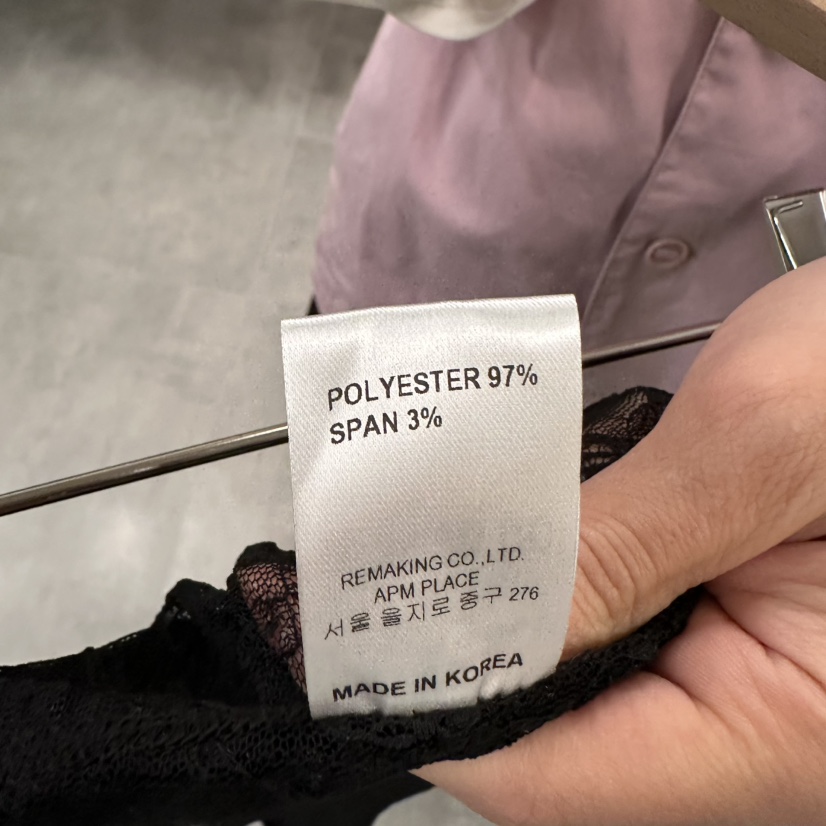 POLYESTER 97%
SPAN 3%
REMAKING CO.,LTD.
APM PLACE
서울 을지로 중구 276
MADE IN KOREA